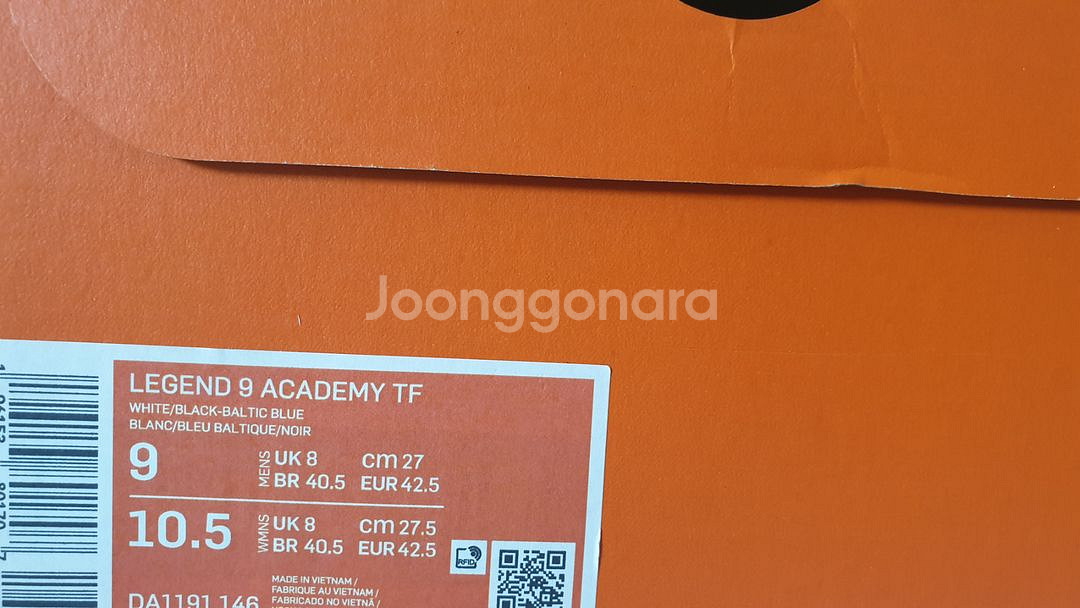 Joonggonara
LEGEND 9 ACADEMY TF
WHITE/BLACK-BALTIC BLUE
BLANC/BLEU BALTIQUE/NOIR
9 MENS UK 8 cm 27
BR 40.5 EUR 42.5
10.5 WMNS UK 8 cm 27.5
BR 40.5 EUR 42.5
RFID
MADE IN VIETNAM /
FABRIQUE AU VIETNAM /
FABRICADO NO VIETNÃ /
DA1191 146